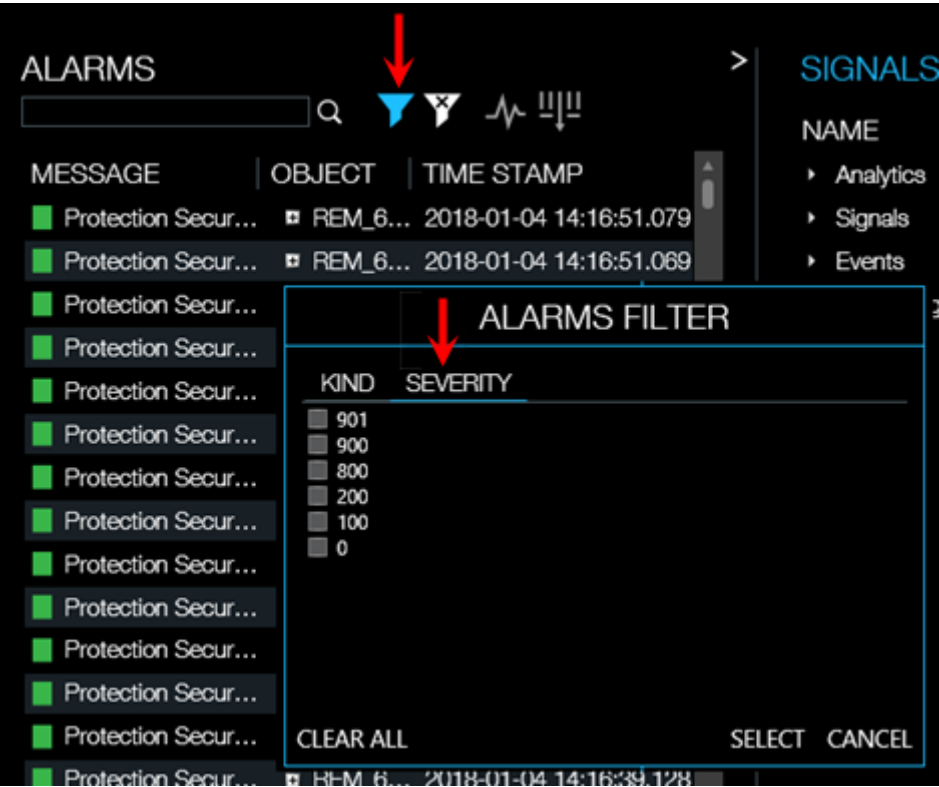 ALARMS
>
SIGNALS
NAME
MESSAGE OBJECT TIME STAMP
Analytics
Protection Secur... REM_6... 2018-01-04 14:16:51.079
Signals
Protection Secur... REM_6... 2018-01-04 14:16:51.069
Events
Protection Secur...
ALARMS FILTER
Protection Secur...
KIND SEVERITY
Protection Secur...
901
Protection Secur...
900
800
Protection Secur...
200
Protection Secur...
100
0
Protection Secur...
Protection Secur...
Protection Secur...
Protection Secur...
Protection Secur...
CLEAR ALL SELECT CANCEL
Protection Secur... REM_6... 2018-01-04 14:16:39.128